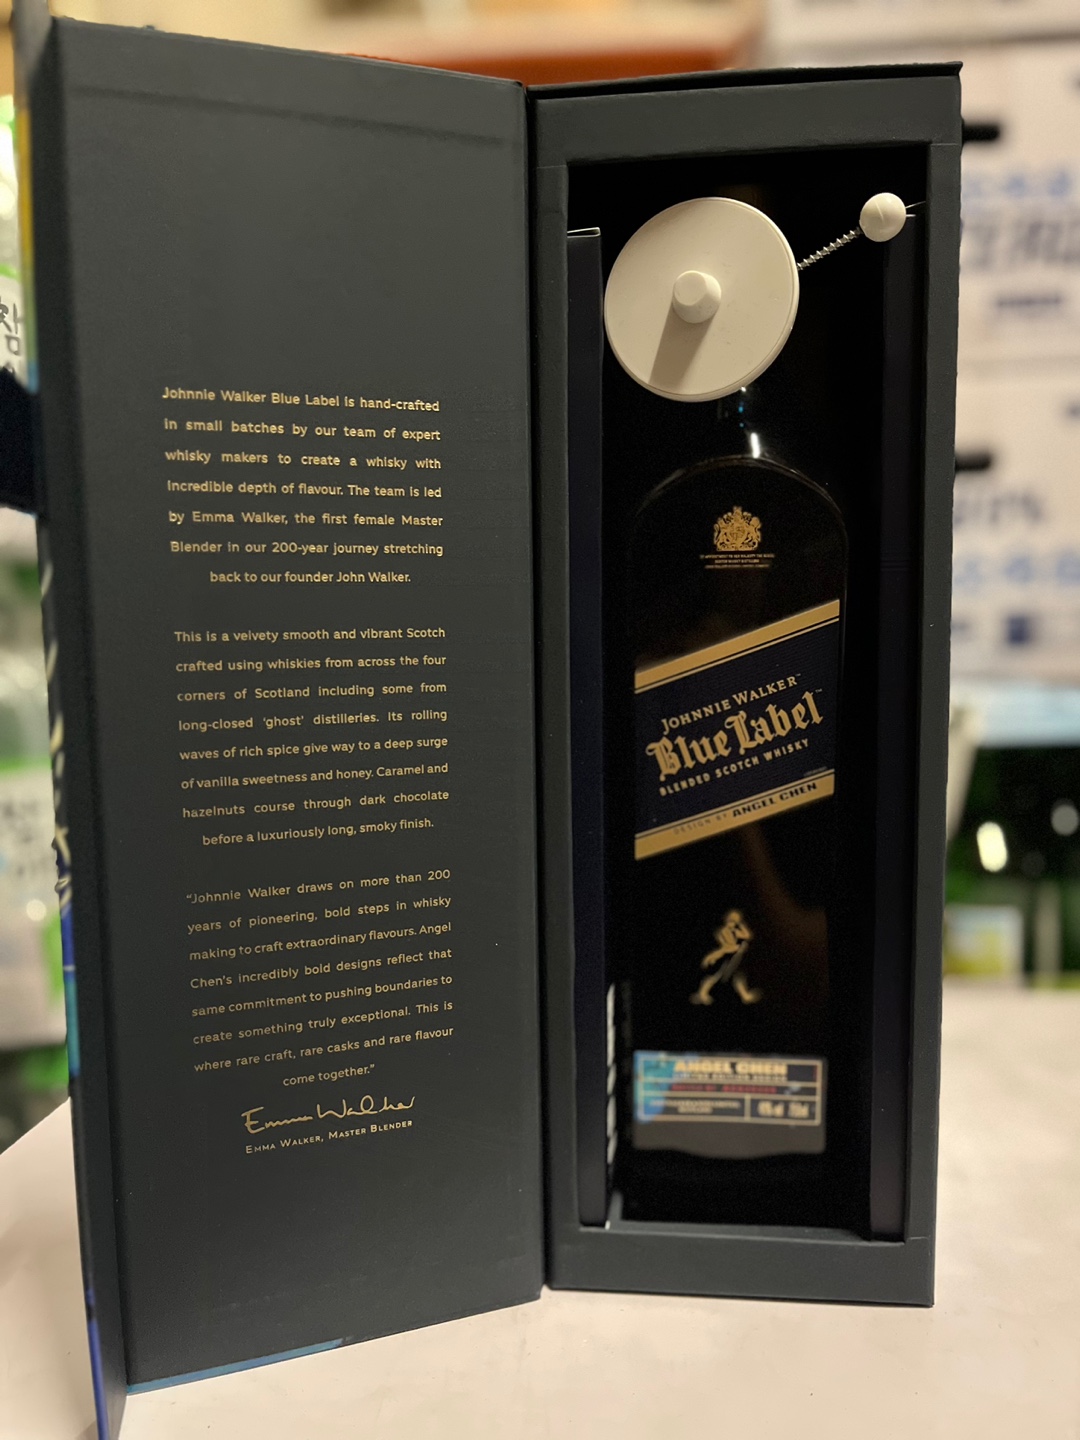 Johnnie Walker Blue Label is hand-crafted
in small batches by our team of expert
whisky makers to create a whisky with
incredible depth of flavour. The team is led
by Emma Walker, the first female Master
Blender in our 200-year journey stretching
back to our founder John Walker.
This is a velvety smooth and vibrant Scotch
crafted using whiskies from across the four
corners of Scotland including some from
long-closed ‘ghost’ distilleries. Its rolling
waves of rich spice give way to a deep surge
of vanilla sweetness and honey. Caramel and
hazelnuts course through dark chocolate
before a luxuriously long, smoky finish.
“Johnnie Walker draws on more than 200
years of pioneering, bold steps in whisky
making to craft extraordinary flavours. Angel
Chen’s incredibly bold designs reflect that
same commitment to pushing boundaries to
create something truly exceptional. This is
where rare craft, rare casks and rare flavour
come together.”
Emma Walker
EMMA WALKER, MASTER BLENDER
JOHNNIE WALKER™
Blue Label™
BLENDED SCOTCH WHISKY
DESIGN BY ANGEL CHEN
ANGEL CHEN
참